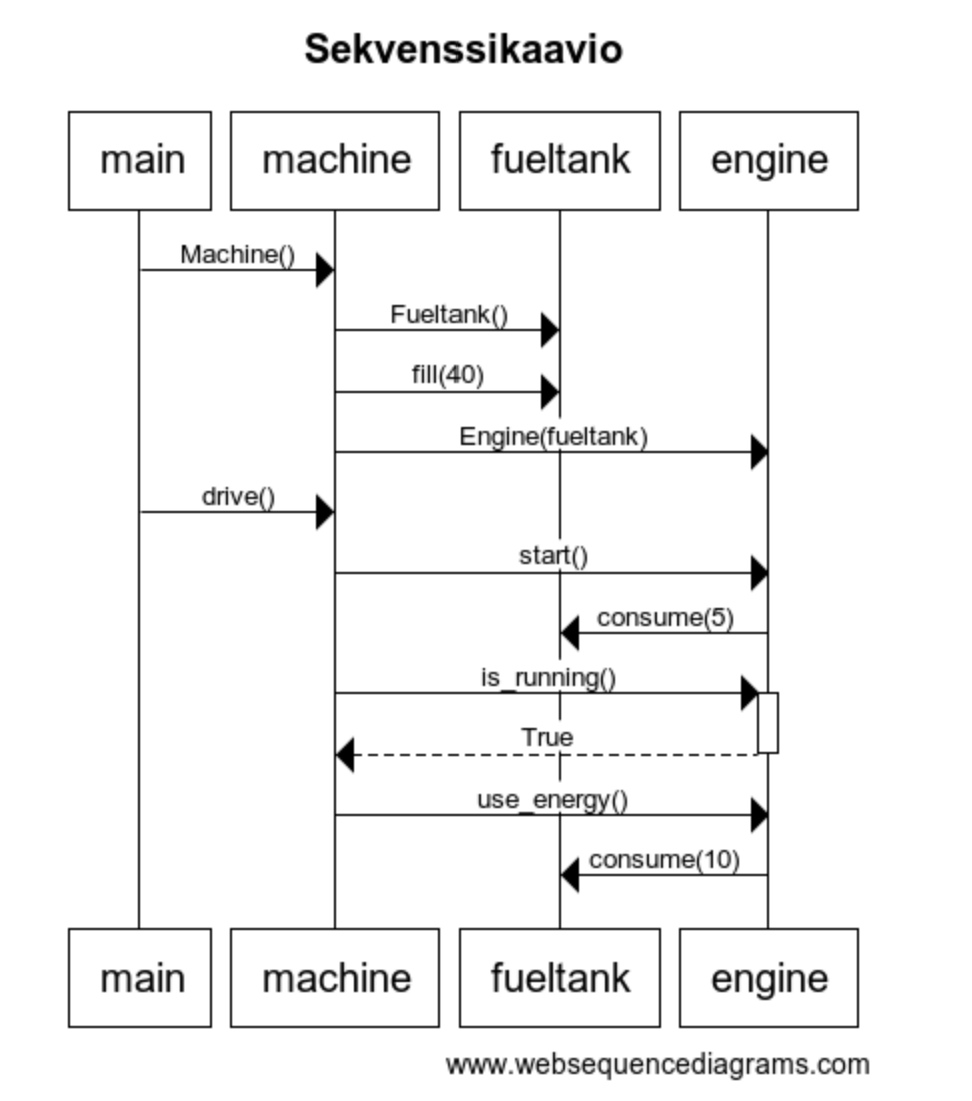 Sekvenssikaavio
main
machine
fueltank
engine
Machine()
Fueltank()
fill(40)
Engine(fueltank)
drive()
start()
consume(5)
is_running()
True
use_energy()
consume(10)
main
machine
fueltank
engine
www.websequencediagrams.com